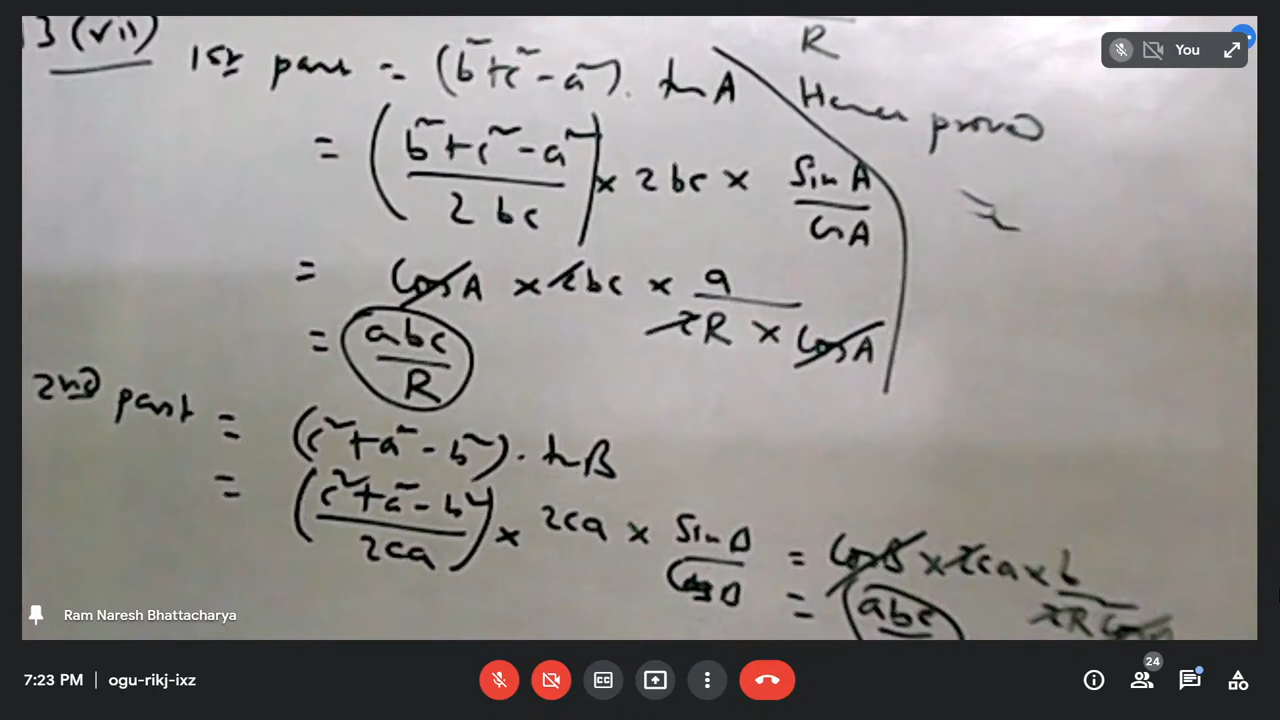 3 (vii)
1st part = (b²+c²-a²). tan A
= ((b²+c²-a²)/(2bc)) × 2bc × (Sin A)/(Cos A)
= Cos A × 2bc × a/(2R × Cos A)
= abc/R
R
Hence proved
2nd part = (c²+a²-b²). tan B
= ((c²+a²-b²)/(2ca)) × 2ca × (Sin B)/(Cos B) = Cos B × 2ca × b/(2R Cos B)
= abc
You
Ram Naresh Bhattacharya
7:23 PM | ogu-rikj-ixz
24